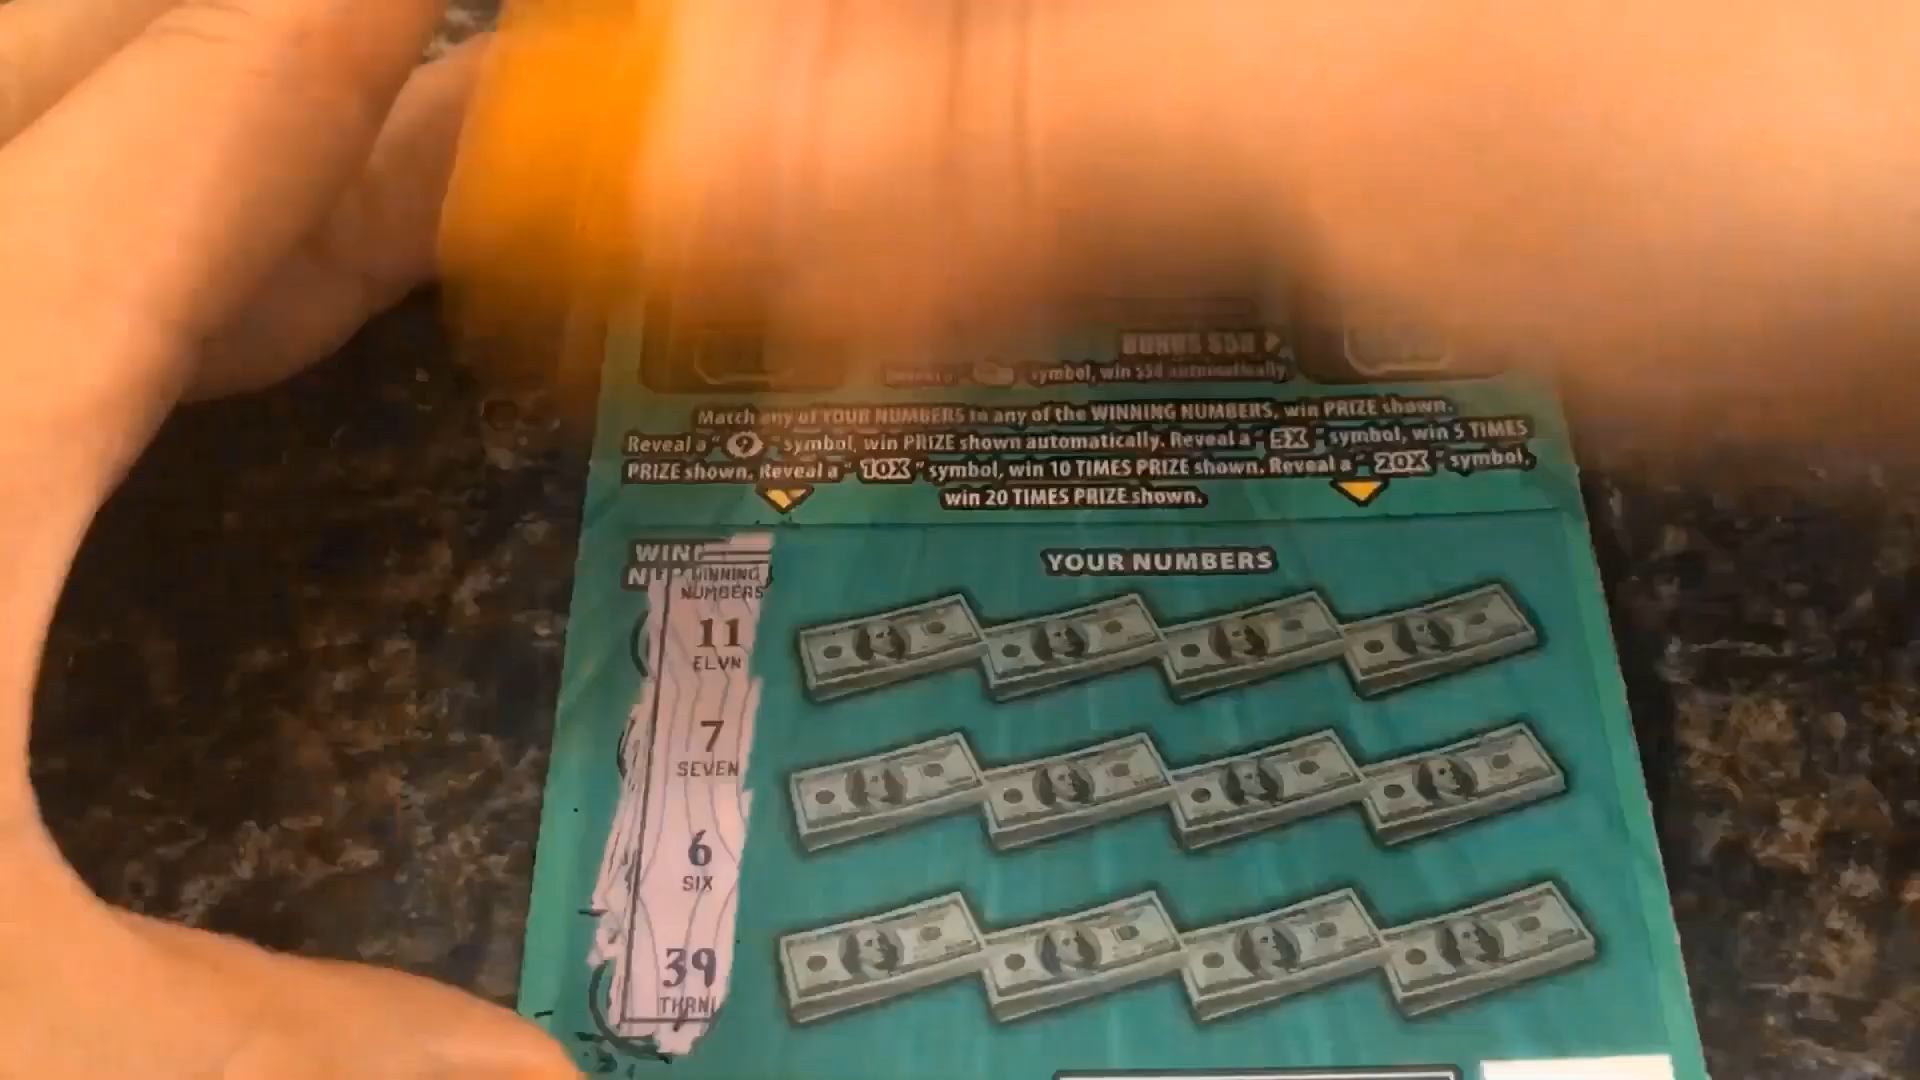 BONUS $50
symbol, win $50 automatically.
Match any of YOUR NUMBERS to any of the WINNING NUMBERS, win PRIZE shown.
Reveal a " " symbol, win PRIZE shown automatically. Reveal a " 5X " symbol, win 5 TIMES
PRIZE shown. Reveal a " 10X " symbol, win 10 TIMES PRIZE shown. Reveal a " 20X " symbol,
win 20 TIMES PRIZE shown.
YOUR NUMBERS
WINNING
NUMBERS
11
ELVN
7
SEVEN
6
SIX
39
THRNI